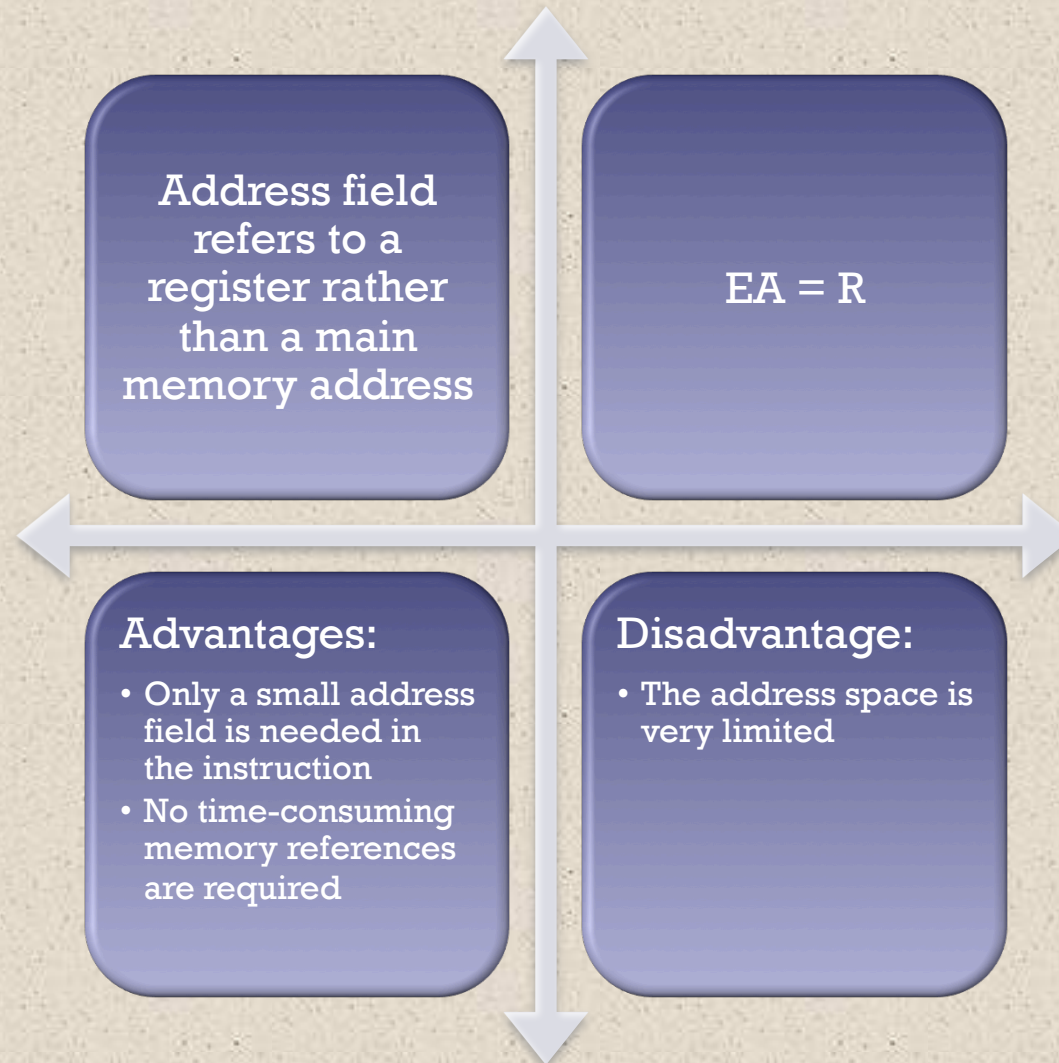 Address field
refers to a
register rather
than a main
memory address
EA = R
Advantages:
• Only a small address
field is needed in
the instruction
• No time-consuming
memory references
are required
Disadvantage:
• The address space is
very limited